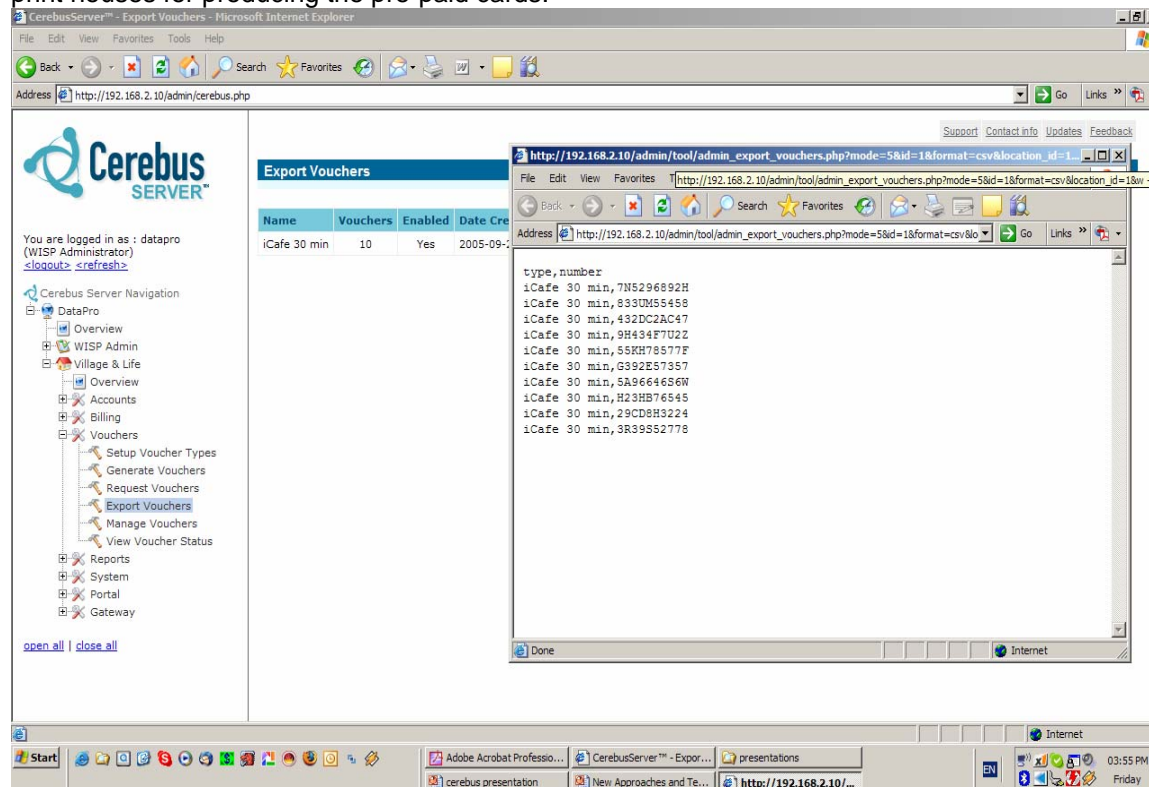 print houses for producing the pre-paid cards.
CerebusServer™ - Export Vouchers - Microsoft Internet Explorer
File Edit View Favorites Tools Help
Back Search Favorites
Address http://192.168.2.10/admin/cerebus.php Go Links »
Support Contact info Updates Feedback
Cerebus
SERVER™
You are logged in as : datapro
(WISP Administrator)
<logout> <refresh>
Cerebus Server Navigation
DataPro
Overview
WISP Admin
Village & Life
Overview
Accounts
Billing
Vouchers
Setup Voucher Types
Generate Vouchers
Request Vouchers
Export Vouchers
Manage Vouchers
View Voucher Status
Reports
System
Portal
Gateway
open all | close all
Export Vouchers
Name Vouchers Enabled Date Cre
iCafe 30 min 10 Yes 2005-09-2
http://192.168.2.10/admin/tool/admin_export_vouchers.php?mode=5&id=1&format=csv&location_id=1...
File Edit View Favorites T
http://192.168.2.10/admin/tool/admin_export_vouchers.php?mode=5&id=1&format=csv&location_id=1&w -
Back Search Favorites
Address http://192.168.2.10/admin/tool/admin_export_vouchers.php?mode=5&id=1&format=csv&lo Go Links »
type,number
iCafe 30 min,7N5296892H
iCafe 30 min,833UM55458
iCafe 30 min,432DC2AC47
iCafe 30 min,9H434F7U2Z
iCafe 30 min,55KH78577F
iCafe 30 min,G392E57357
iCafe 30 min,5A96646S6W
iCafe 30 min,H23HB76545
iCafe 30 min,29CD8H3224
iCafe 30 min,3R39S52778
Done Internet
Internet
Start Adobe Acrobat Professio... CerebusServer™ - Expor... presentations 03:55 PM
cerebus presentation New Approaches and Te... http://192.168.2.10/... EN Friday